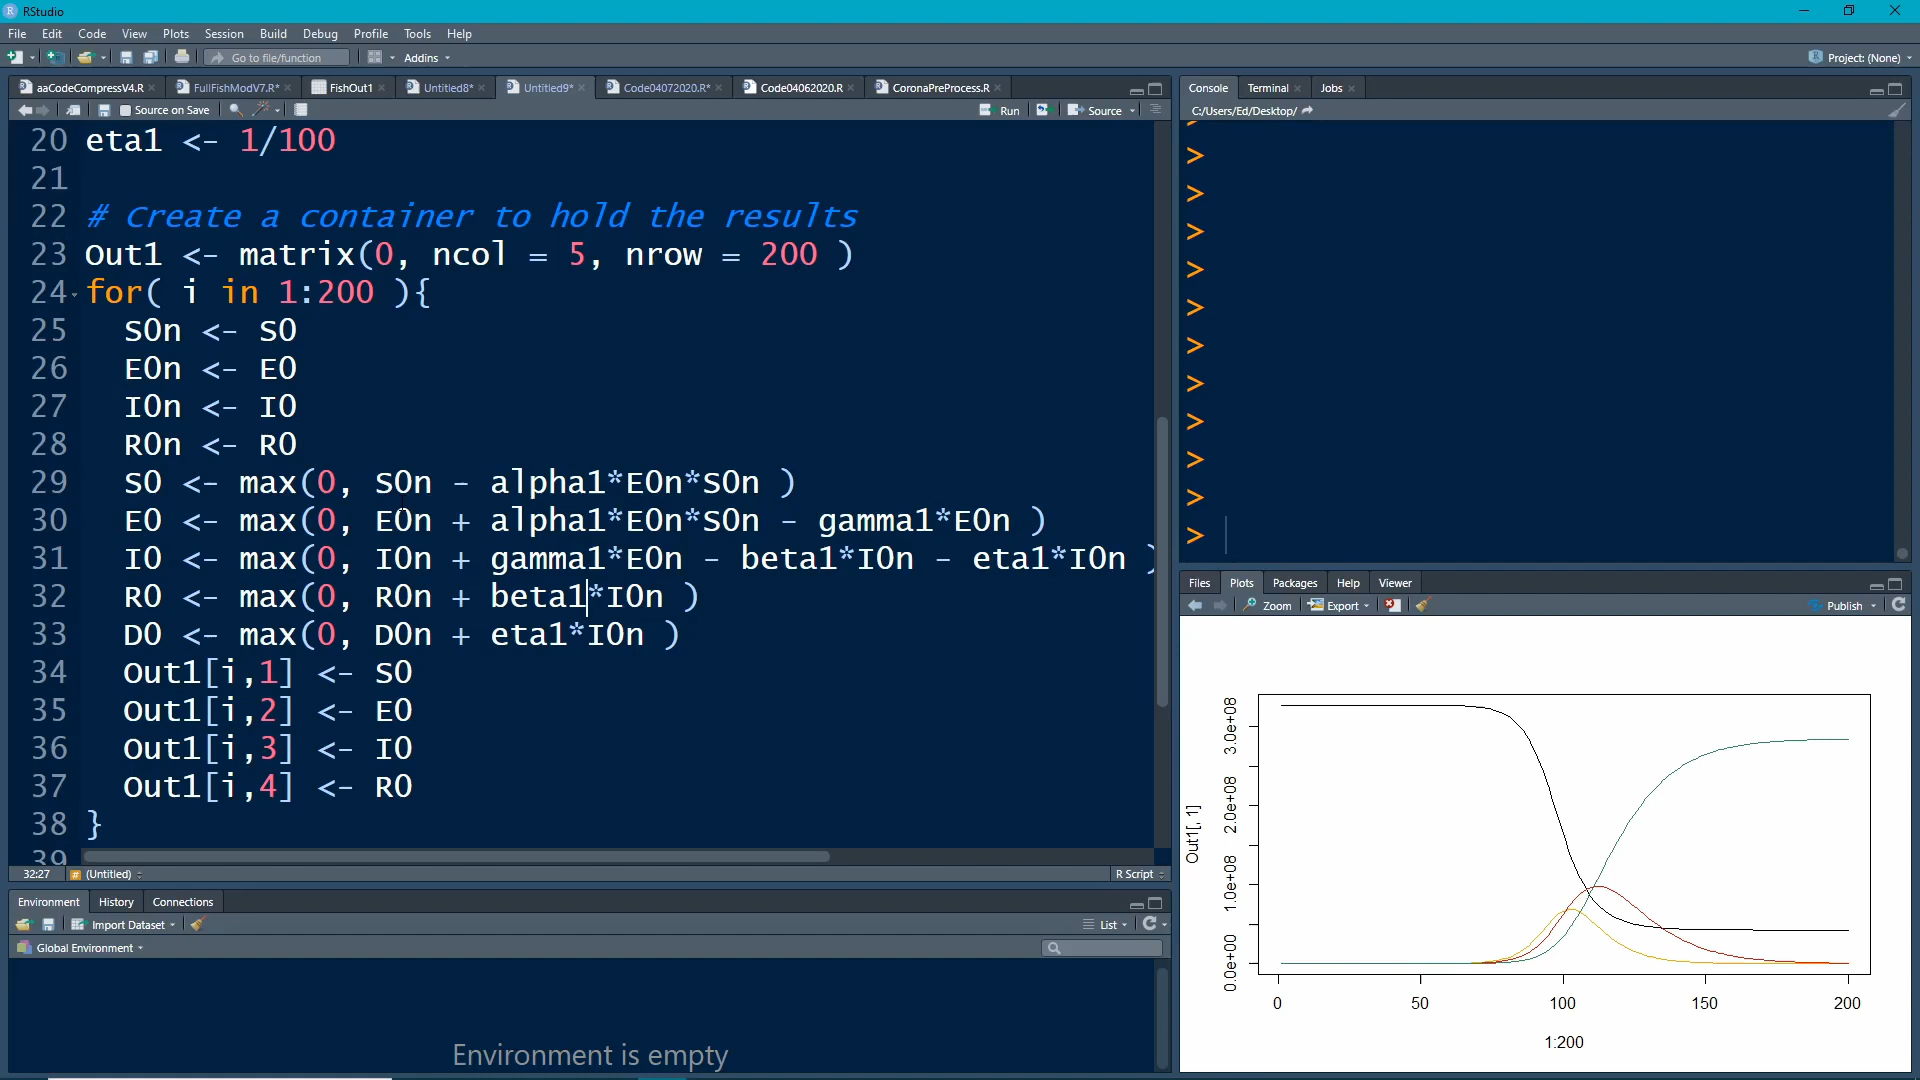 RStudio
File Edit Code View Plots Session Build Debug Profile Tools Help
Go to file/function Addins Project: (None)
aaCodeCompressV4.R FullFishModV7.R* FishOut1 Untitled8* Untitled9* Code04072020.R* Code04062020.R CoronaPreProcess.R
Source on Save Run Source
20 eta1 <- 1/100
21
22 # Create a container to hold the results
23 Out1 <- matrix(0, ncol = 5, nrow = 200 )
24 for( i in 1:200 ){
25 S0n <- S0
26 E0n <- E0
27 I0n <- I0
28 R0n <- R0
29 S0 <- max(0, S0n - alpha1*E0n*S0n )
30 E0 <- max(0, E0n + alpha1*E0n*S0n - gamma1*E0n )
31 I0 <- max(0, I0n + gamma1*E0n - beta1*I0n - eta1*I0n )
32 R0 <- max(0, R0n + beta1*I0n )
33 D0 <- max(0, D0n + eta1*I0n )
34 Out1[i,1] <- S0
35 Out1[i,2] <- E0
36 Out1[i,3] <- I0
37 Out1[i,4] <- R0
38 }
39
32:27 # (Untitled) R Script
Environment History Connections
Import Dataset List
Global Environment
Environment is empty
Console Terminal Jobs
C:/Users/Ed/Desktop/
>
>
>
>
>
>
>
>
>
>
>
Files Plots Packages Help Viewer
Zoom Export Publish
Out1[, 1]
3.0e+08
2.0e+08
1.0e+08
0.0e+00
0 50 100 150 200
1:200